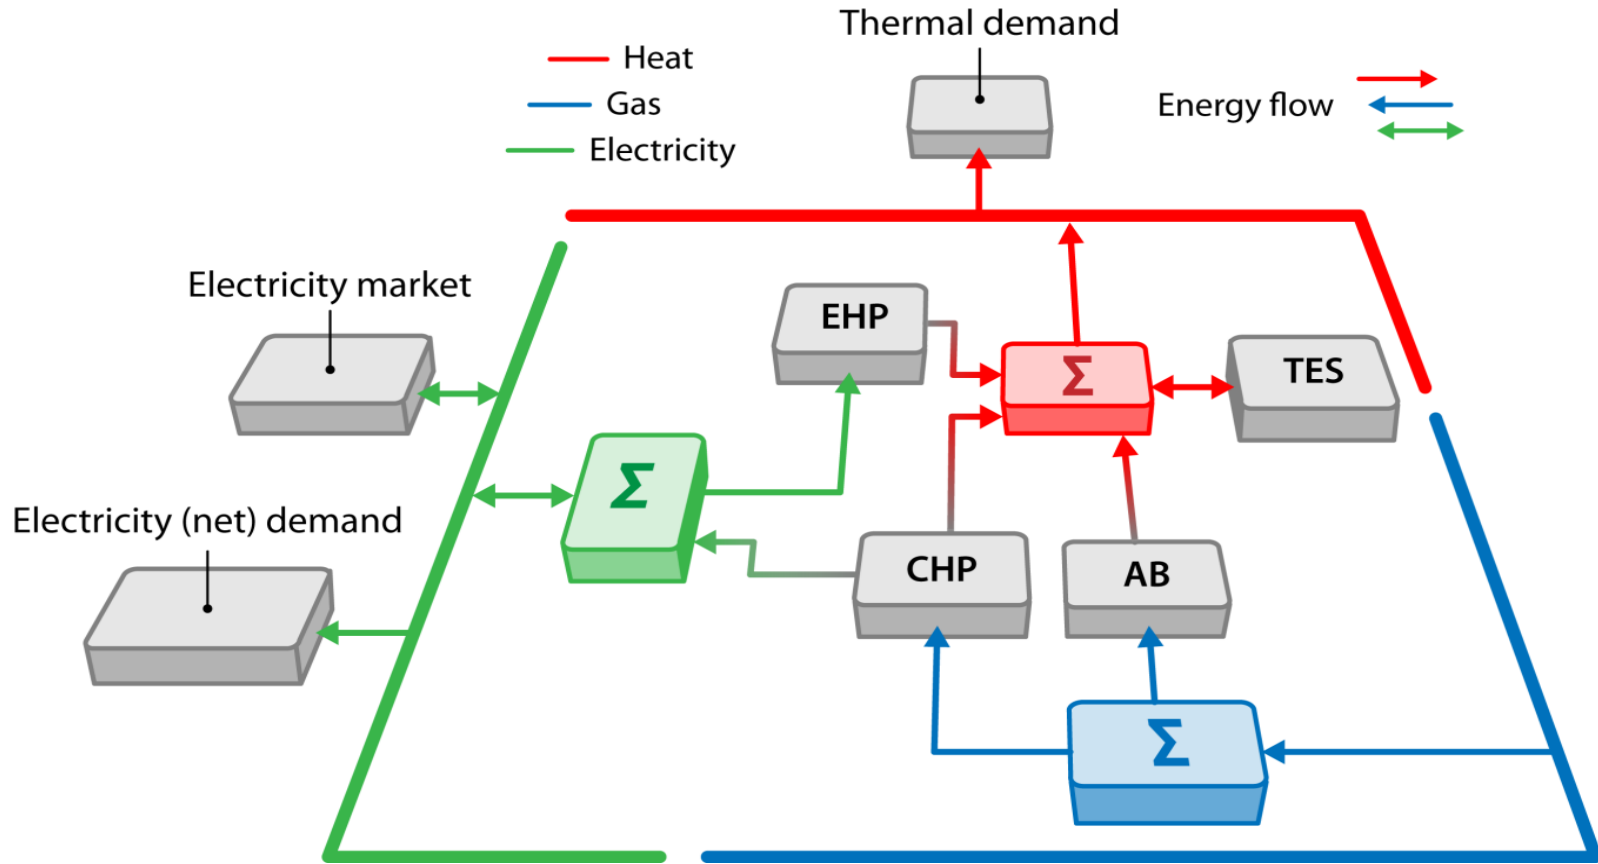 Thermal demand
Heat
Gas
Energy flow
Electricity
Electricity market
EHP
Σ
TES
Σ
Electricity (net) demand
CHP
AB
Σ